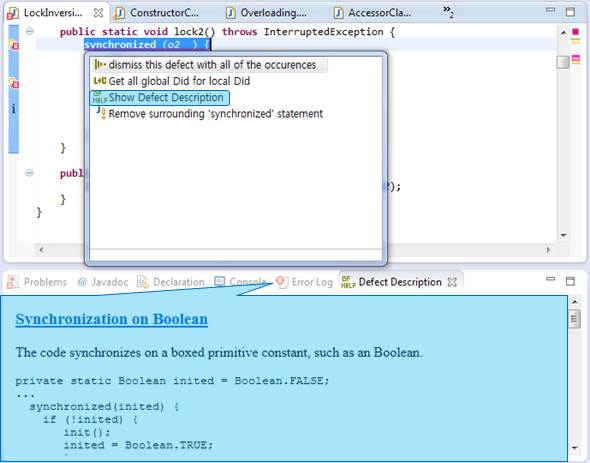 LockInversi...
ConstructorC...
Overloading....
AccessorCla...
»2
public static void lock2() throws InterruptedException {
synchronized (o2 ) {
dismiss this defect with all of the occurences
Get all global Did for local Did
Show Defect Description
Remove surrounding 'synchronized' statement
}
publ
);
}
}
Problems @ Javadoc Declaration Console Error Log DF HELP Defect Description
Synchronization on Boolean
The code synchronizes on a boxed primitive constant, such as an Boolean.
private static Boolean inited = Boolean.FALSE;
...
synchronized(inited) {
if (!inited) {
init();
inited = Boolean.TRUE;